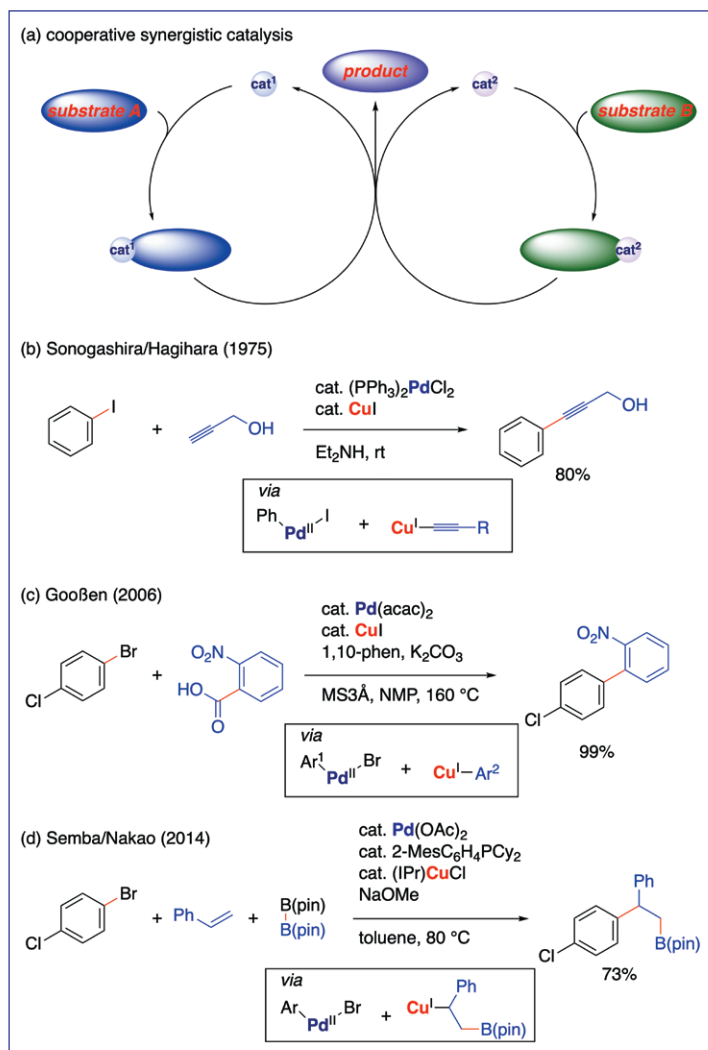 (a) cooperative synergistic catalysis
product
cat¹
cat²
substrate A
substrate B
cat¹
cat²
(b) Sonogashira/Hagihara (1975)
I
+
OH
cat. (PPh₃)₂PdCl₂
cat. CuI
Et₂NH, rt
OH
80%
via
Ph
Pdᴵᴵ
I
+
Cuᴵ
R
(c) Gooßen (2006)
Br
Cl
+
NO₂
HO
O
cat. Pd(acac)₂
cat. CuI
1,10-phen, K₂CO₃
MS3Å, NMP, 160 °C
NO₂
Cl
99%
via
Ar¹
Pdᴵᴵ
Br
+
Cuᴵ
Ar²
(d) Semba/Nakao (2014)
Br
Cl
+
Ph
+
B(pin)
B(pin)
cat. Pd(OAc)₂
cat. 2-MesC₆H₄PCy₂
cat. (IPr)CuCl
NaOMe
toluene, 80 °C
Ph
Cl
B(pin)
73%
via
Ar
Pdᴵᴵ
Br
+
Cuᴵ
Ph
B(pin)